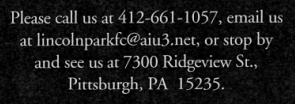 Please call us at 412-661-1057, email us
at lincolnparkfc@aiu3.net, or stop by
and see us at 7300 Ridgeview St.,
Pittsburgh, PA  15235.